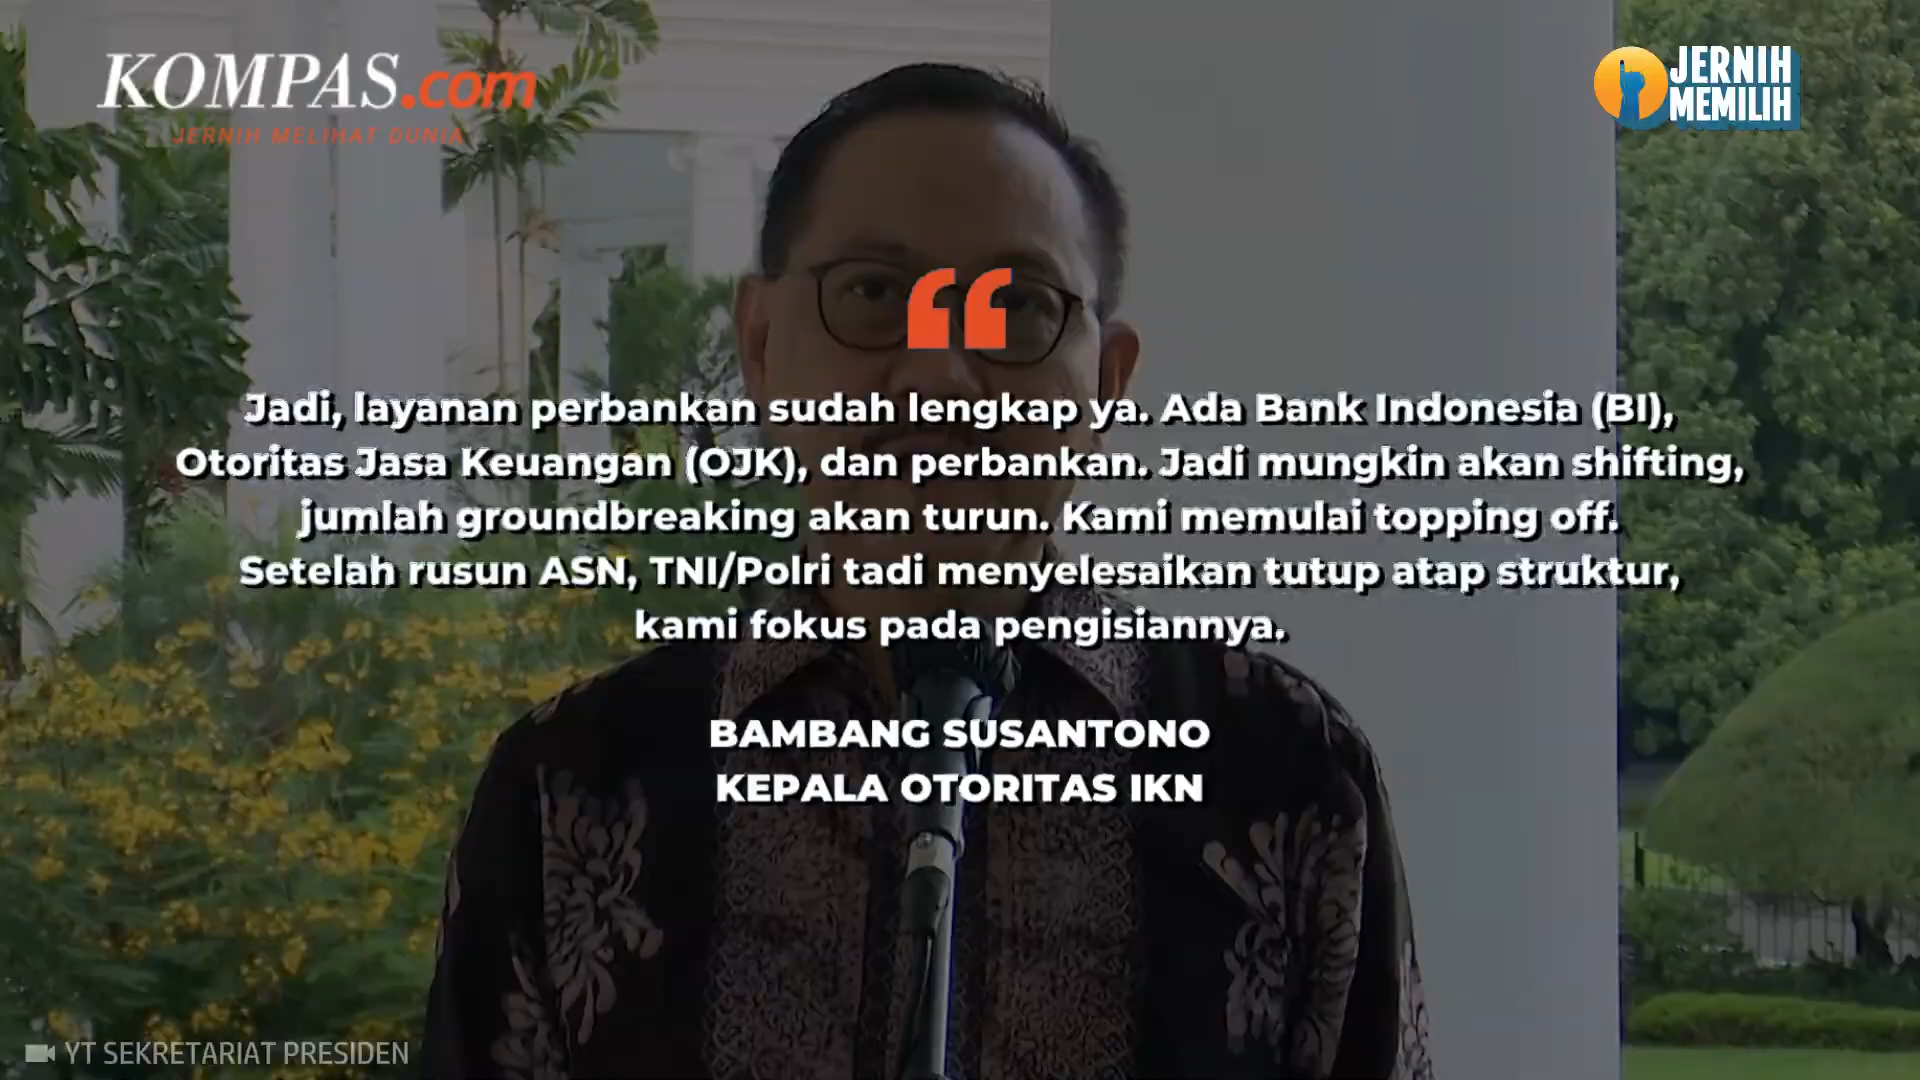 KOMPAS.com
JERNIH MELIHAT DUNIA
JERNIH
MEMILIH
Jadi, layanan perbankan sudah lengkap ya. Ada Bank Indonesia (BI),
Otoritas Jasa Keuangan (OJK), dan perbankan. Jadi mungkin akan shifting,
jumlah groundbreaking akan turun. Kami memulai topping off.
Setelah rusun ASN, TNI/Polri tadi menyelesaikan tutup atap struktur,
kami fokus pada pengisiannya.
BAMBANG SUSANTONO
KEPALA OTORITAS IKN
YT SEKRETARIAT PRESIDEN